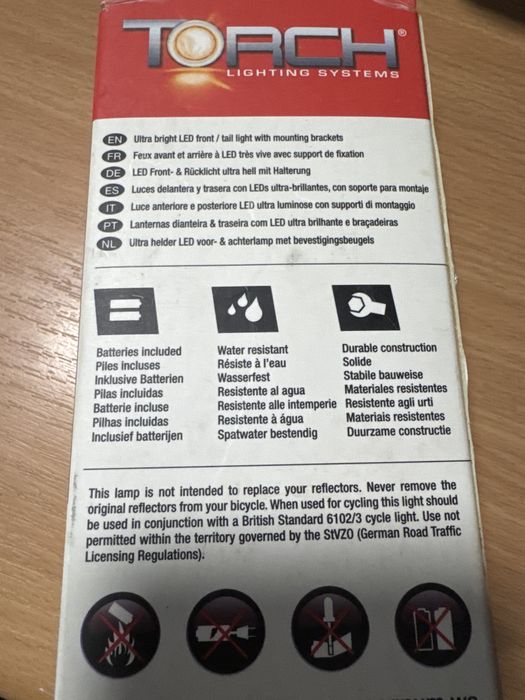 TORCH®
LIGHTING SYSTEMS
EN Ultra bright LED front / tail light with mounting brackets
FR Feux avant et arrière à LED très vive avec support de fixation
DE LED Front- & Rücklicht ultra hell mit Halterung
ES Luces delantera y trasera con LEDs ultra-brillantes, con soporte para montaje
IT Luce anteriore e posteriore LED ultra luminose con supporti di montaggio
PT Lanternas dianteira & traseira com LED ultra brilhante e braçadeiras
NL Ultra helder LED voor- & achterlamp met bevestigingsbeugels
Batteries included
Piles incluses
Inklusive Batterien
Pilas incluidas
Batterie incluse
Pilhas incluidas
Inclusief batterijen
Water resistant
Résiste à l'eau
Wasserfest
Resistente al agua
Resistente alle intemperie
Resistente à água
Spatwater bestendig
Durable construction
Solide
Stabile bauweise
Materiales resistentes
Resistente agli urti
Materiais resistentes
Duurzame constructie
This lamp is not intended to replace your reflectors. Never remove the
original reflectors from your bicycle. When used for cycling this light should
be used in conjunction with a British Standard 6102/3 cycle light. Use not
permitted within the territory governed by the StVZO (German Road Traffic
Licensing Regulations).